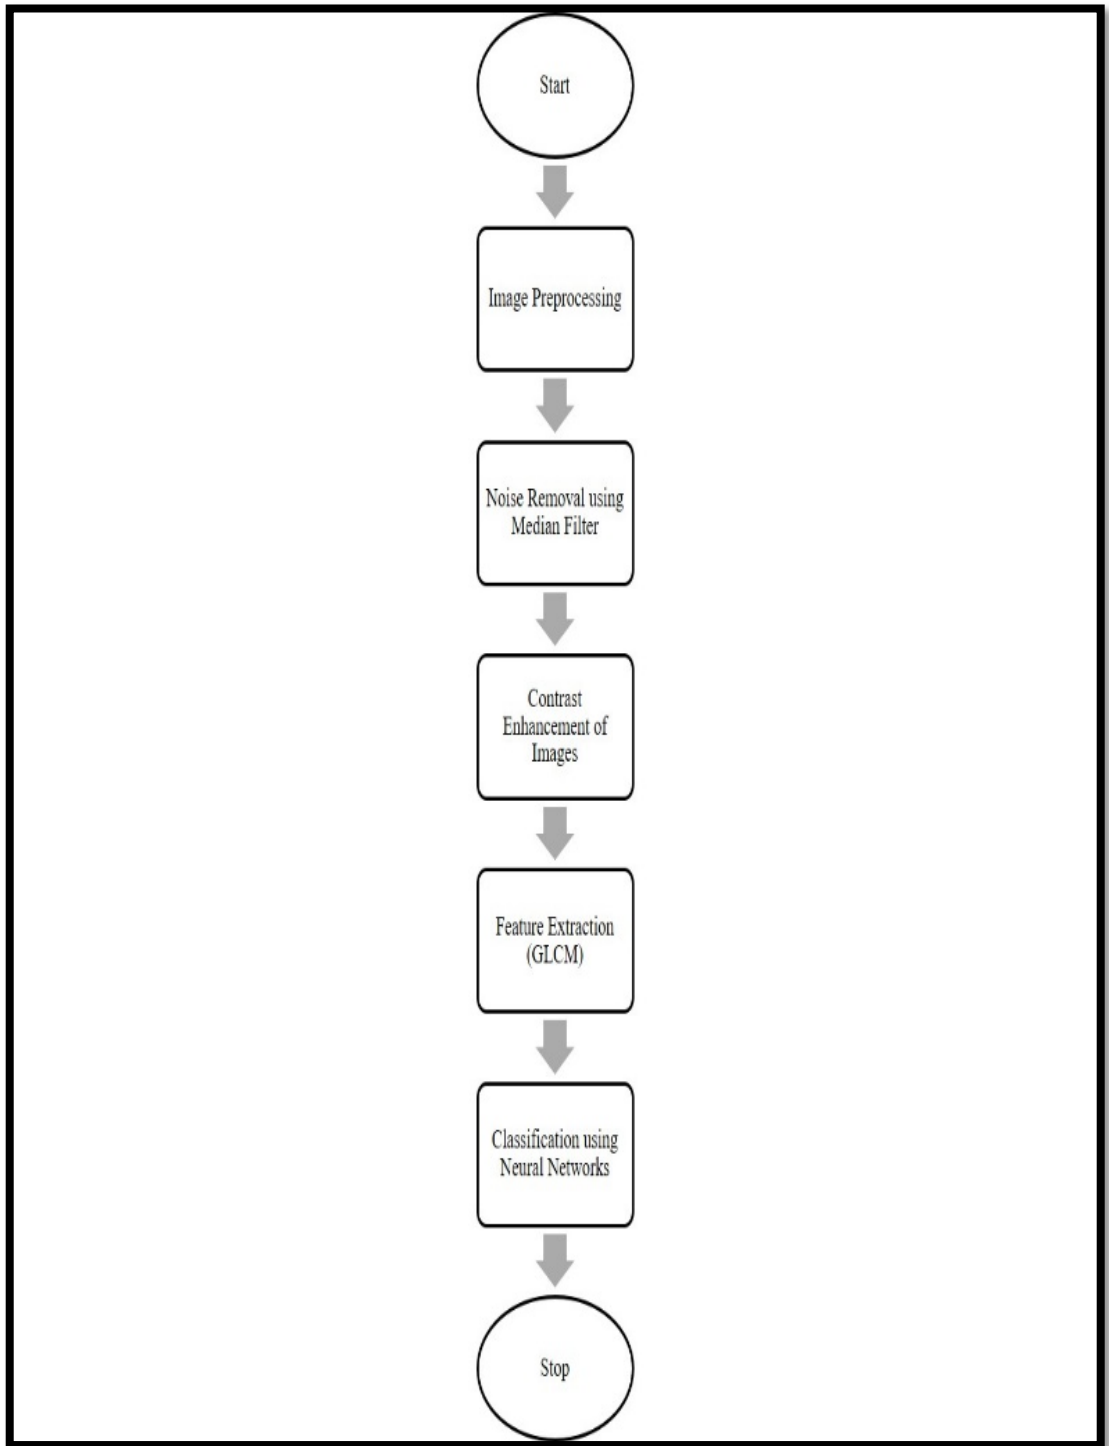 Start
Image Preprocessing
Noise Removal using
Median Filter
Contrast
Enhancement of
Images
Feature Extraction
(GLCM)
Classification using
Neural Networks
Stop